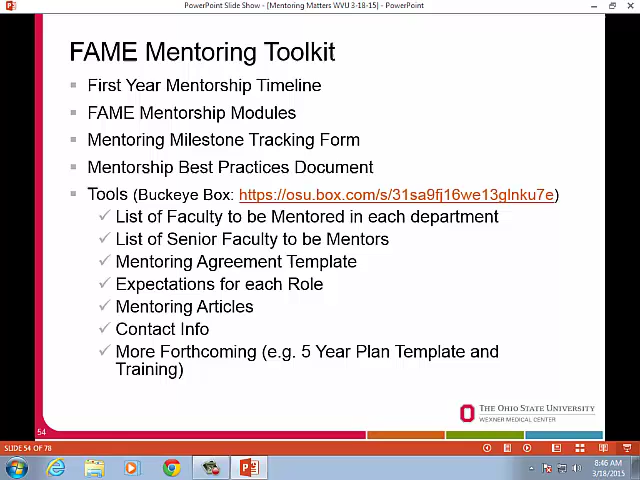 PowerPoint Slide Show - [Mentoring Matters WVU 3-18-15] - PowerPoint
FAME Mentoring Toolkit
First Year Mentorship Timeline
FAME Mentorship Modules
Mentoring Milestone Tracking Form
Mentorship Best Practices Document
Tools (Buckeye Box: https://osu.box.com/s/31sa9fj16we13glnku7e)
List of Faculty to be Mentored in each department
List of Senior Faculty to be Mentors
Mentoring Agreement Template
Expectations for each Role
Mentoring Articles
Contact Info
More Forthcoming (e.g. 5 Year Plan Template and
Training)
THE OHIO STATE UNIVERSITY
WEXNER MEDICAL CENTER
54
SLIDE 54 OF 78
8:46 AM
3/18/2015